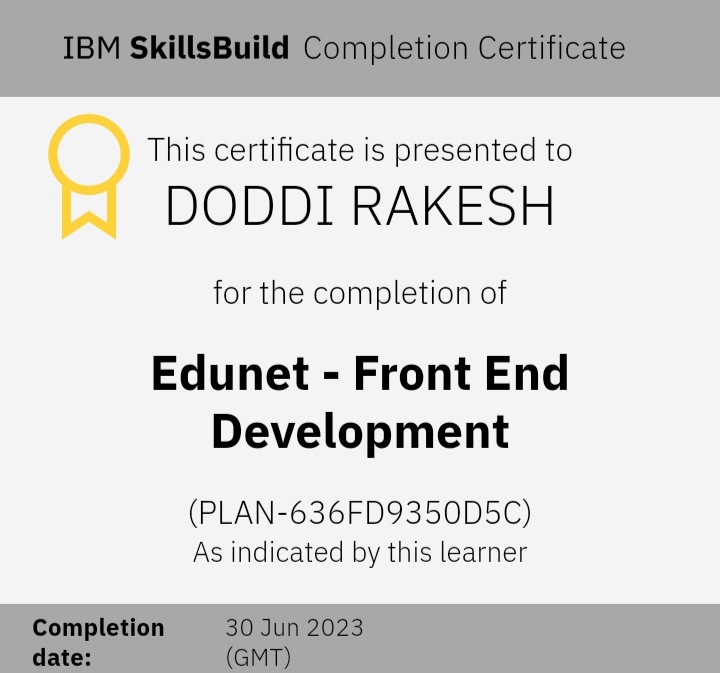 IBM SkillsBuild Completion Certificate
This certificate is presented to
DODDI RAKESH
for the completion of
Edunet - Front End
Development
(PLAN-636FD9350D5C)
As indicated by this learner
Completion 30 Jun 2023
date: (GMT)